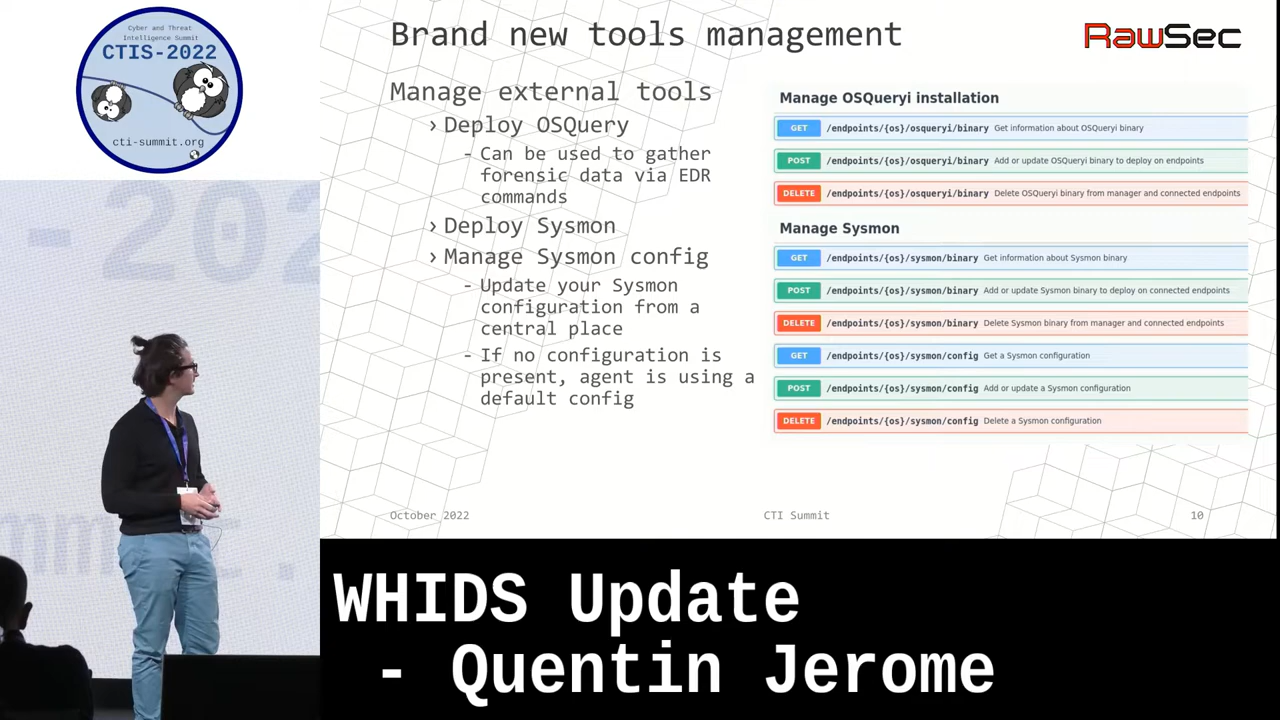 Cyber and Threat
Intelligence Summit
CTIS-2022
cti-summit.org
Brand new tools management
RawSec
Manage external tools
› Deploy OSQuery
- Can be used to gather
forensic data via EDR
commands
› Deploy Sysmon
› Manage Sysmon config
- Update your Sysmon
configuration from a
central place
- If no configuration is
present, agent is using a
default config
Manage OSQueryi installation
GET /endpoints/{os}/osqueryi/binary Get information about OSQueryi binary
POST /endpoints/{os}/osqueryi/binary Add or update OSQueryi binary to deploy on endpoints
DELETE /endpoints/{os}/osqueryi/binary Delete OSQueryi binary from manager and connected endpoints
Manage Sysmon
GET /endpoints/{os}/sysmon/binary Get information about Sysmon binary
POST /endpoints/{os}/sysmon/binary Add or update Sysmon binary to deploy on connected endpoints
DELETE /endpoints/{os}/sysmon/binary Delete Sysmon binary from manager and connected endpoints
GET /endpoints/{os}/sysmon/config Get a Sysmon configuration
POST /endpoints/{os}/sysmon/config Add or update a Sysmon configuration
DELETE /endpoints/{os}/sysmon/config Delete a Sysmon configuration
October 2022
CTI Summit
10
-202
WHIDS Update
- Quentin Jerome